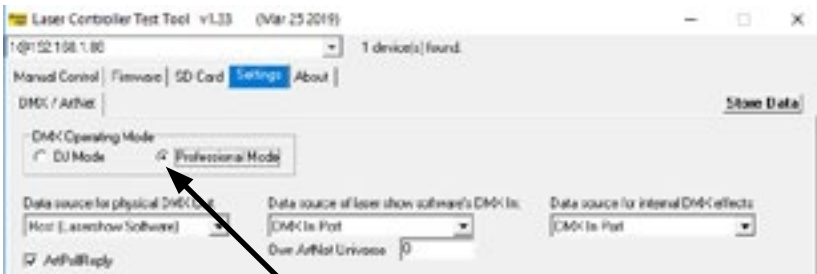 Laser Controller Test Tool v1.33 (Mar 25 2019)
1 device(s) found.
Manual Control Firmware SD Card Settings About
DMX / ArtNet Store Data
DMX Operating Mode
DJ Mode Professional Mode
Data source for physical DMX Out Data source of laser show software's DMX In: Data source for internal DMX effects
Host (Lasershow Software) DMX In Port DMX In Port
Own ArtNet Universe 0
ArtPollReply